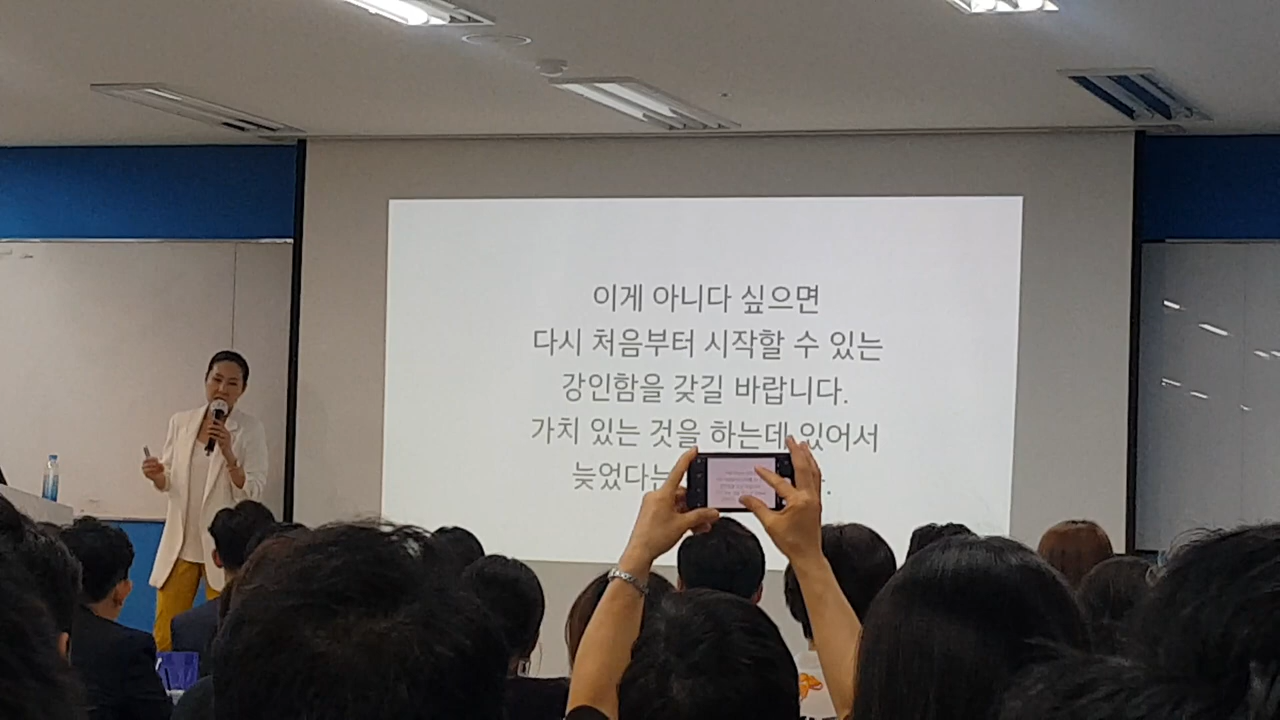 이게 아니다 싶으면
다시 처음부터 시작할 수 있는
강인함을 갖길 바랍니다.
가치 있는 것을 하는데 있어서
늦었다는